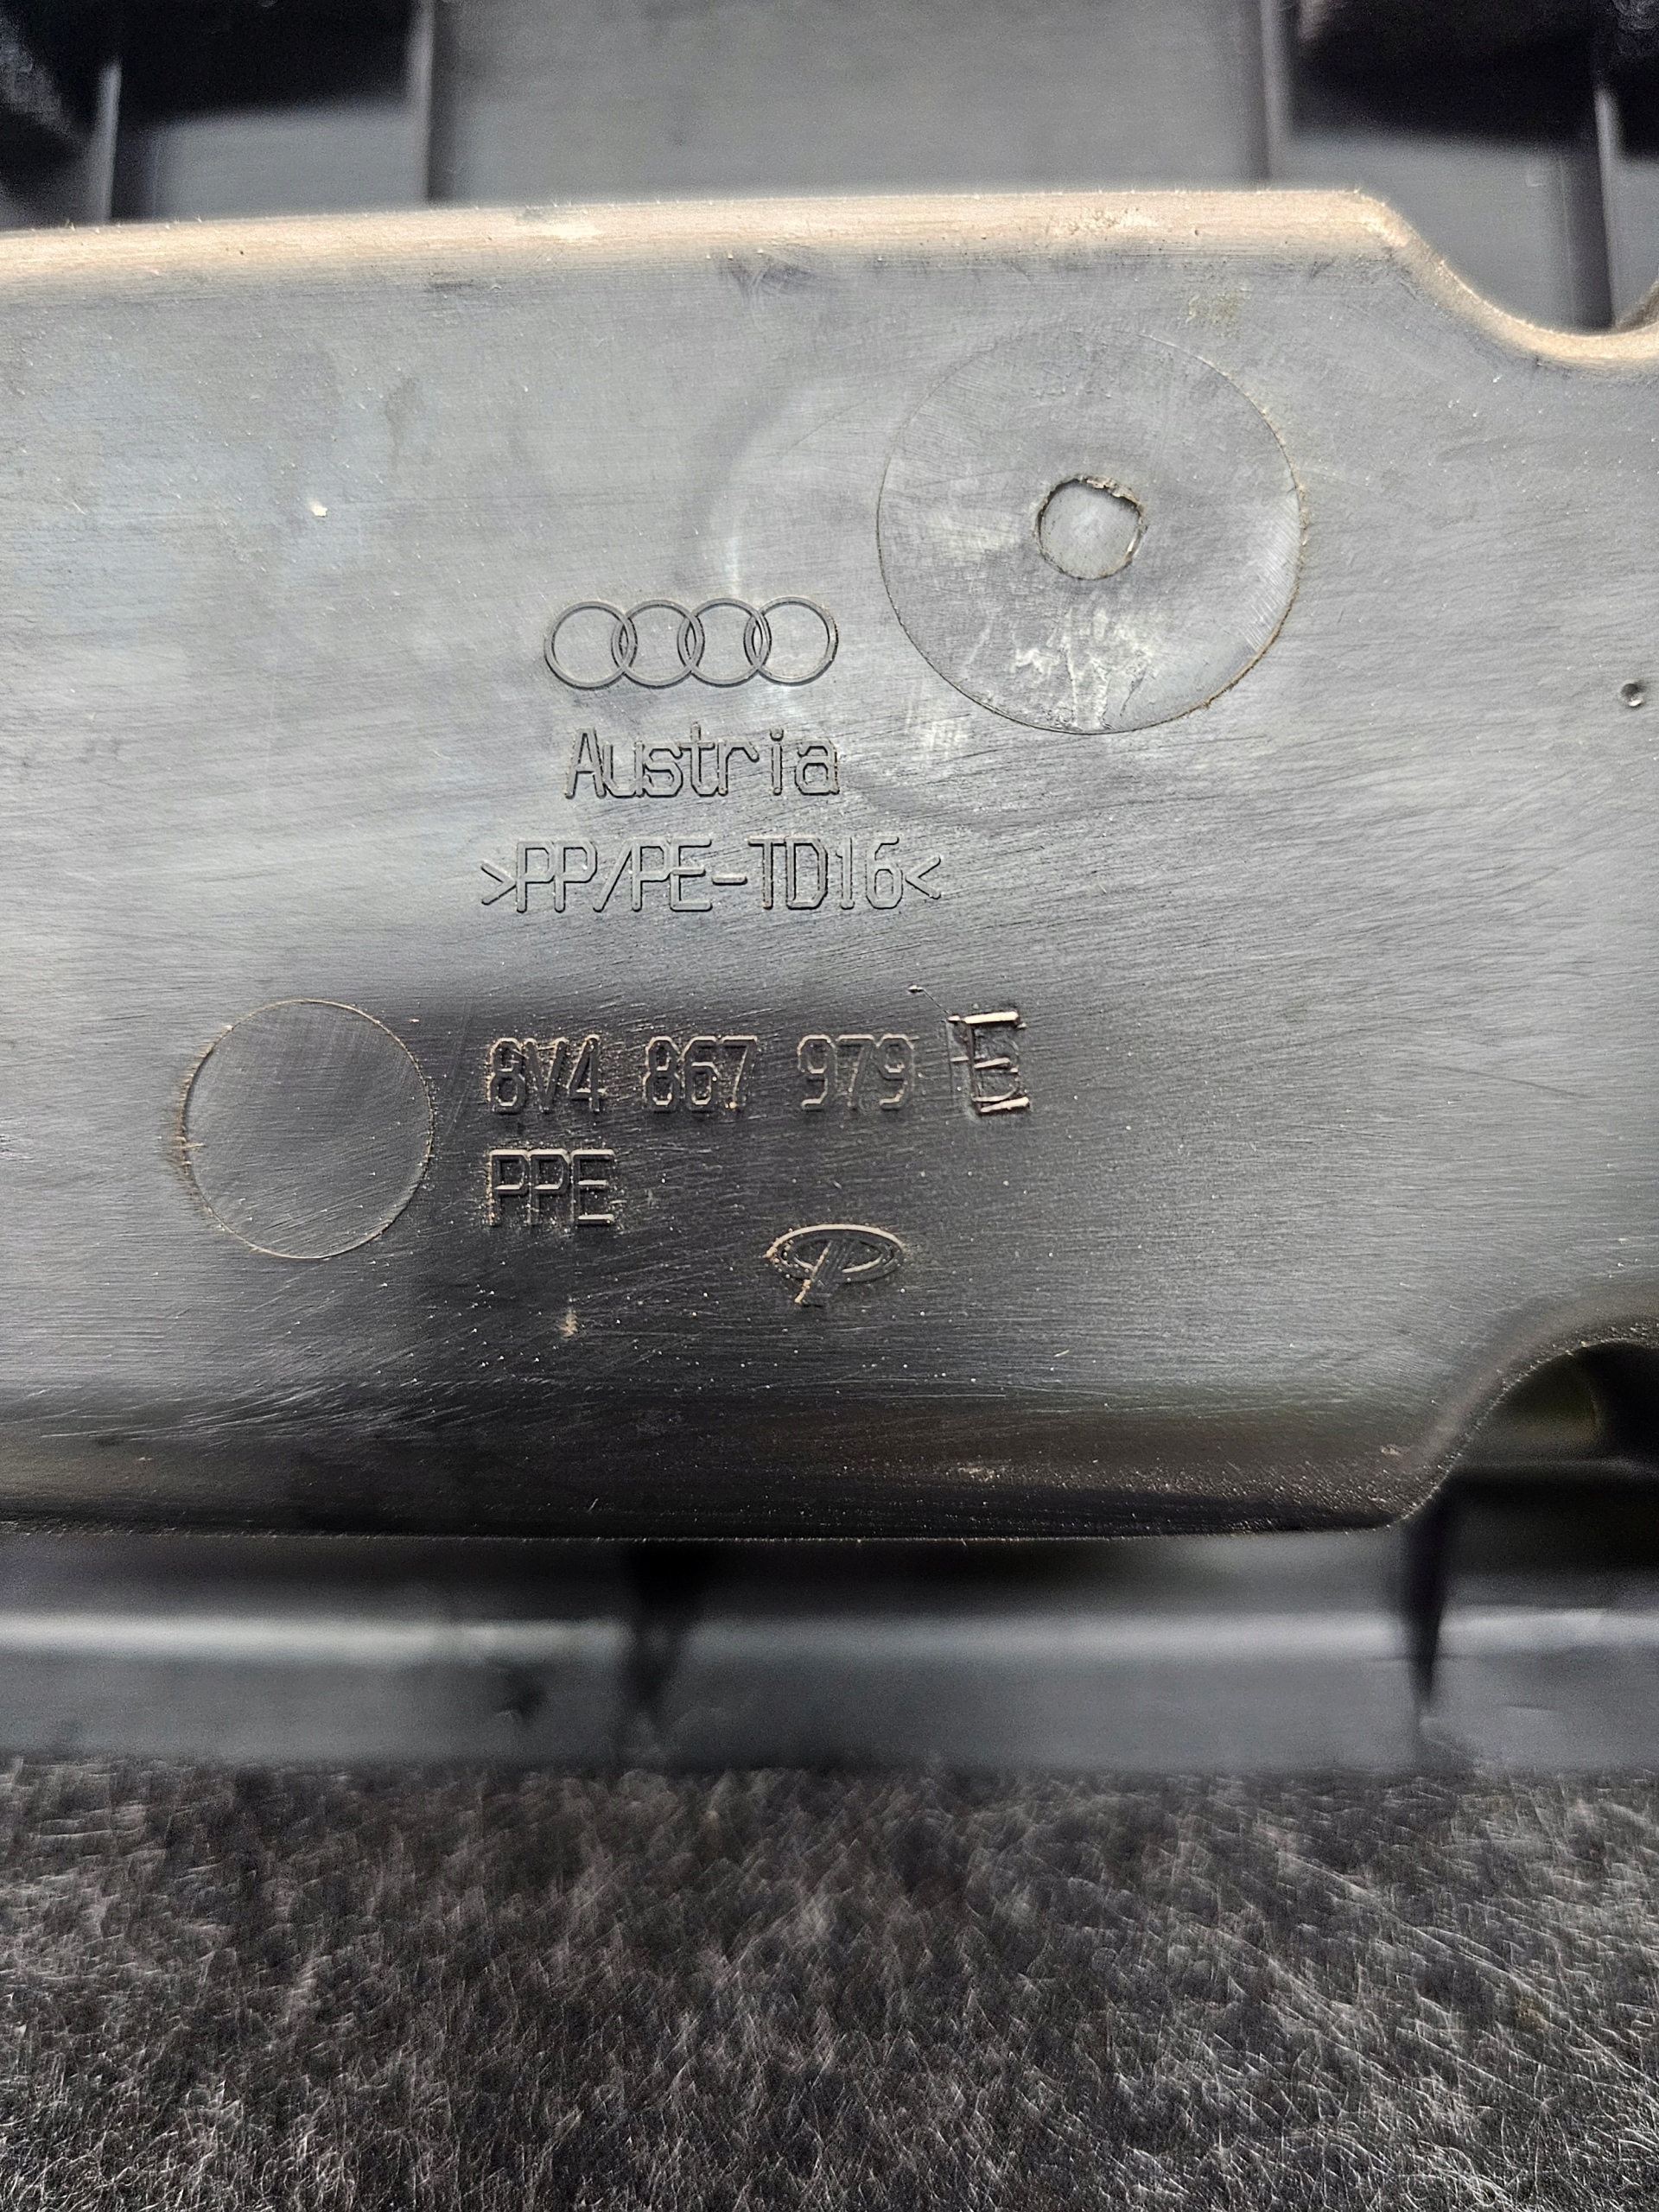 Austria
>PP/PE-TD16<
8V4 867 979 E
PPE